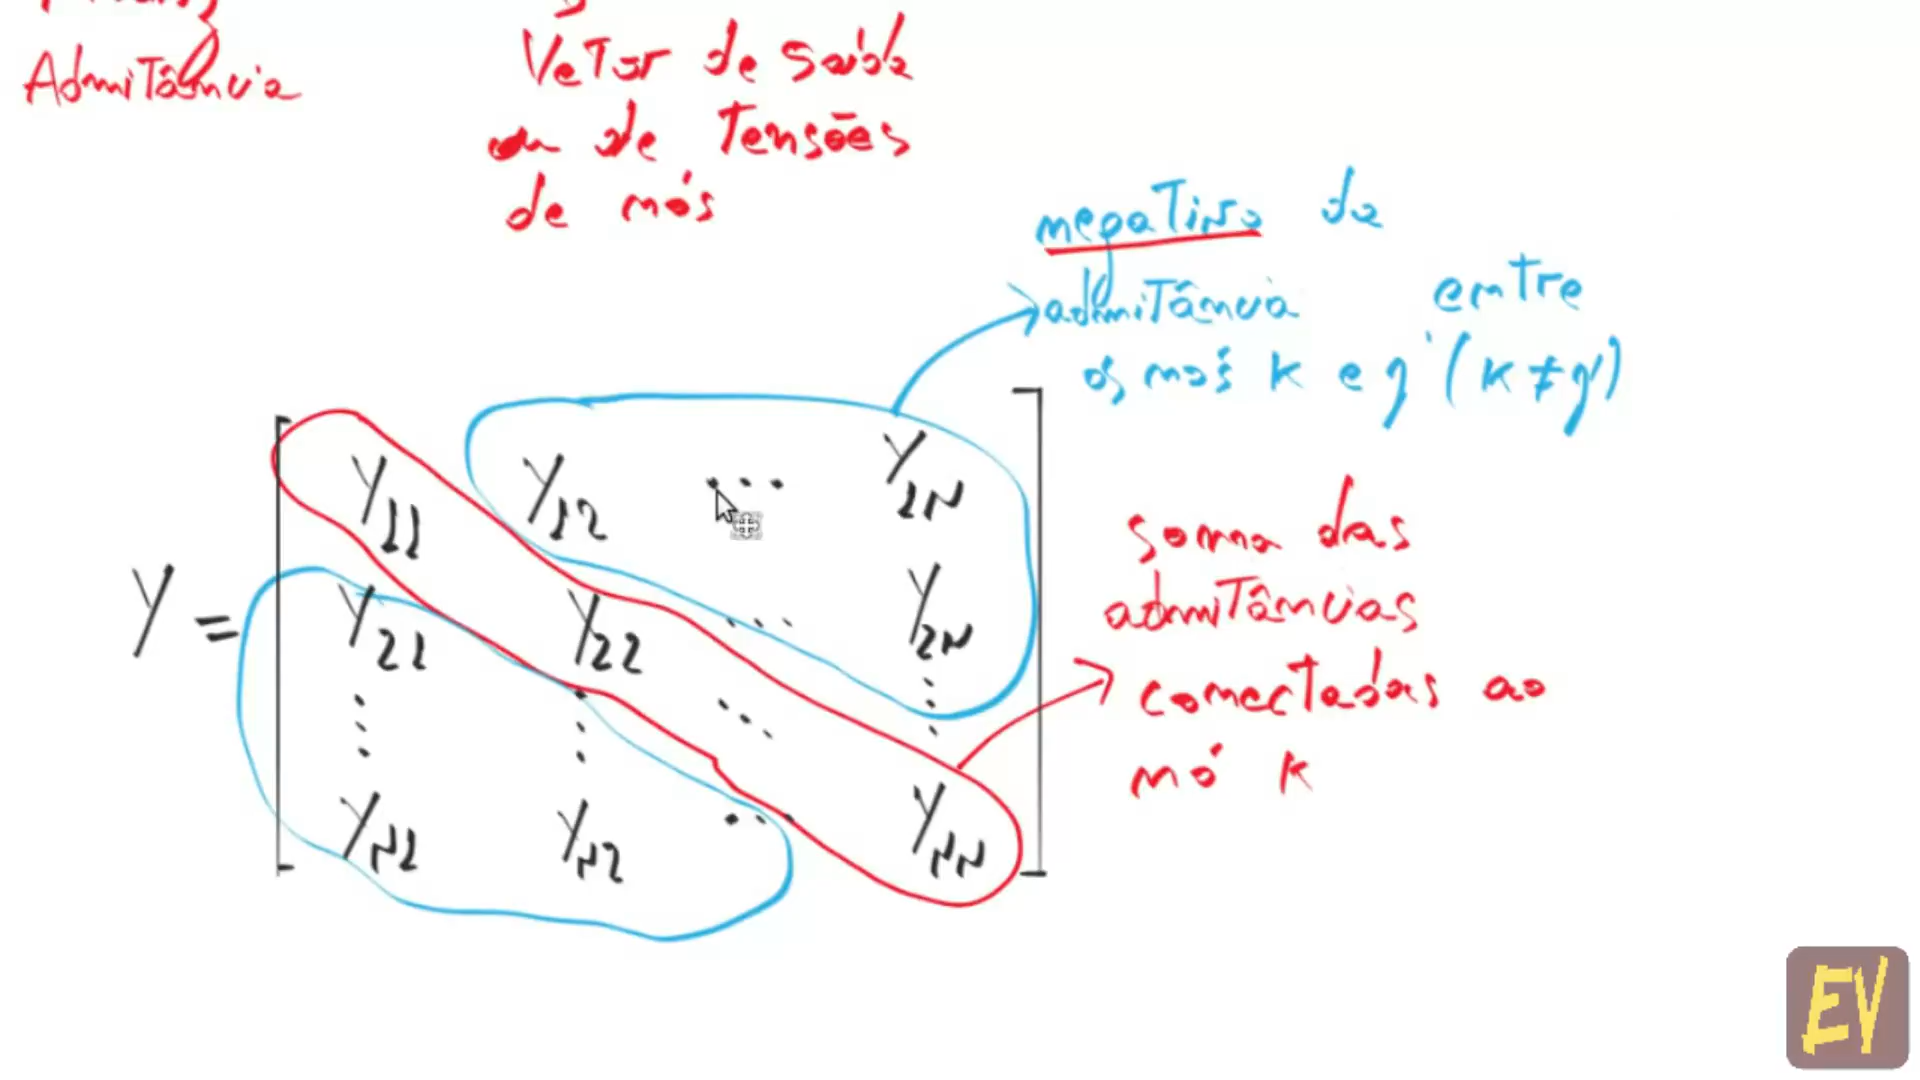 Admitância
Vetor de saída
ou de tensões
de nós
negativo da
admitância entre
os nós k e j (k ≠ j)
Y11 Y12 ... Y1N
Y = Y21 Y22 ... Y2N
YN1 YN2 ... YNN
soma das
admitâncias
conectadas ao
nó k
EV